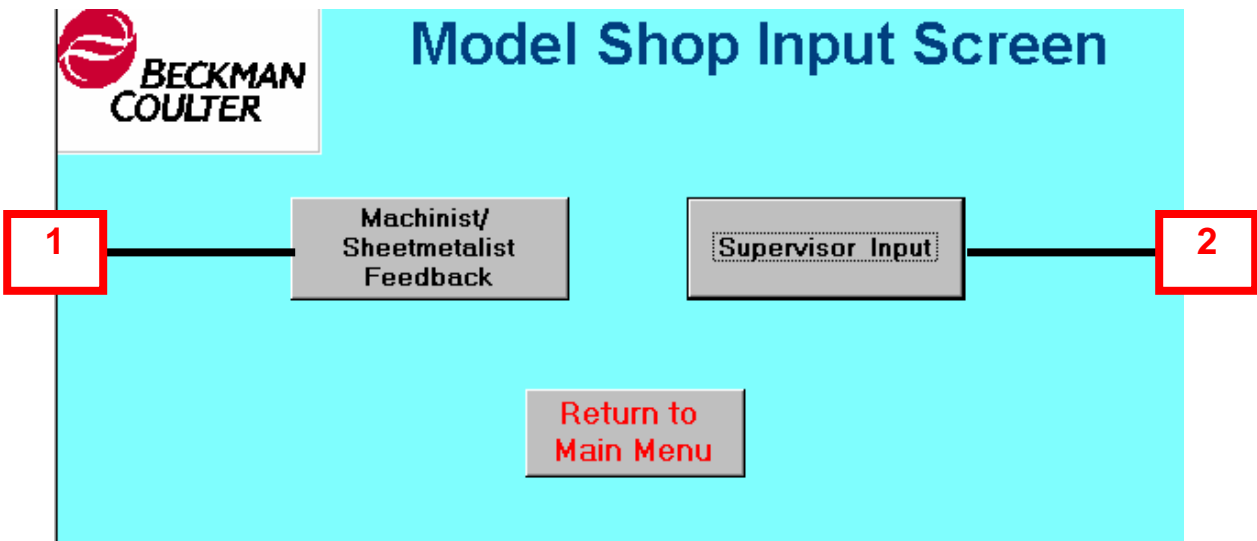 BECKMAN
COULTER
Model Shop Input Screen
1
Machinist/
Sheetmetalist
Feedback
Supervisor Input
2
Return to
Main Menu